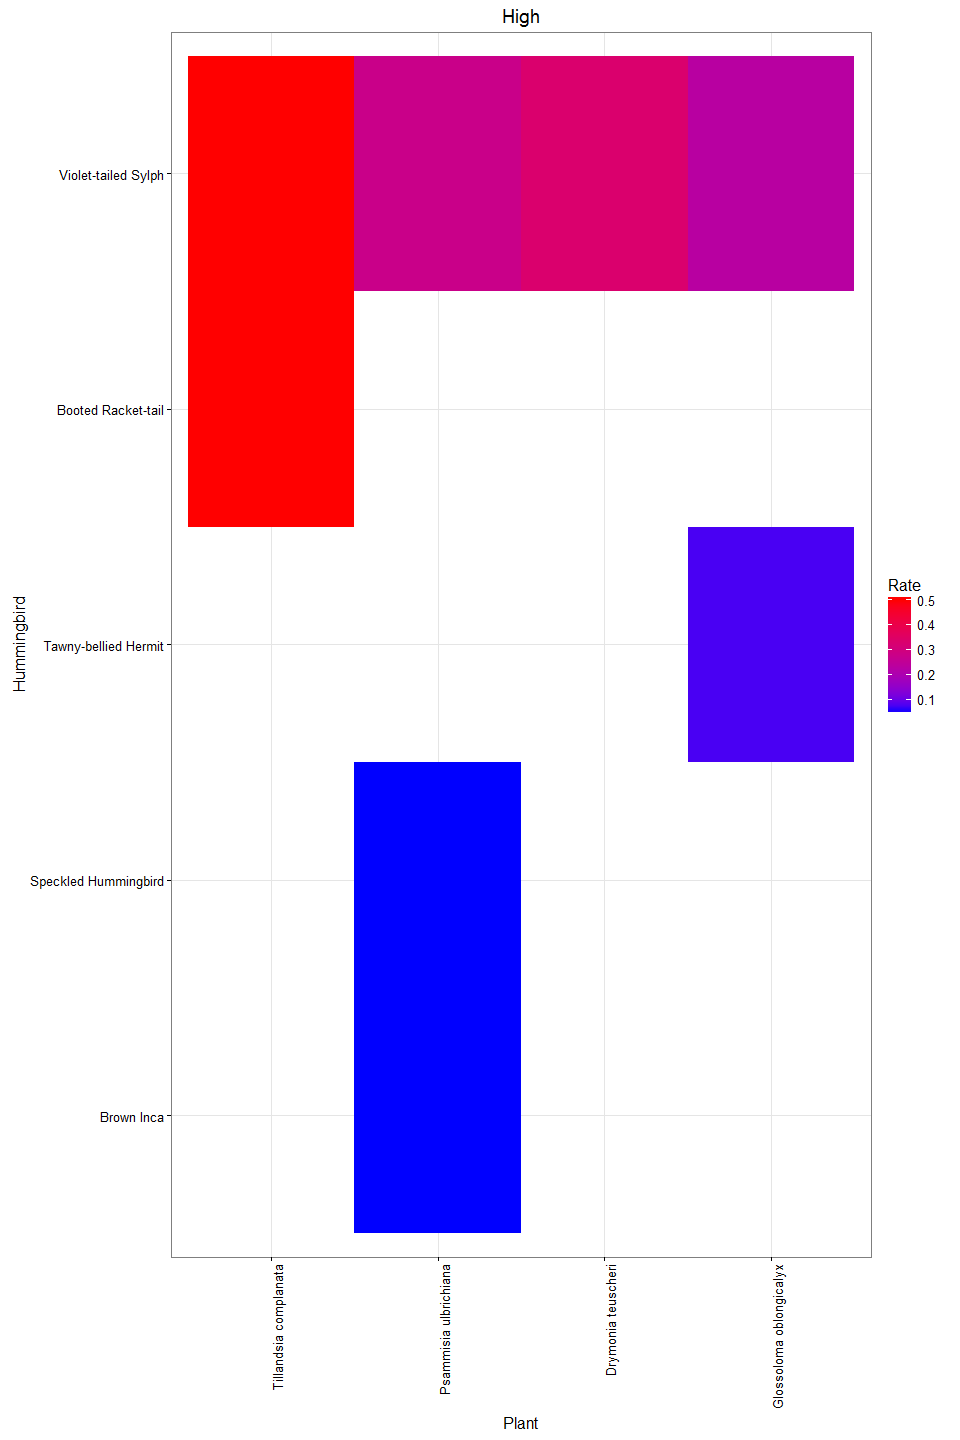 High
Violet-tailed Sylph
Booted Racket-tail
Tawny-bellied Hermit
Speckled Hummingbird
Brown Inca
Hummingbird
Rate
0.5
0.4
0.3
0.2
0.1
Tillandsia complanata
Psammisia ulbrichiana
Drymonia teuscheri
Glossoloma oblongicalyx
Plant